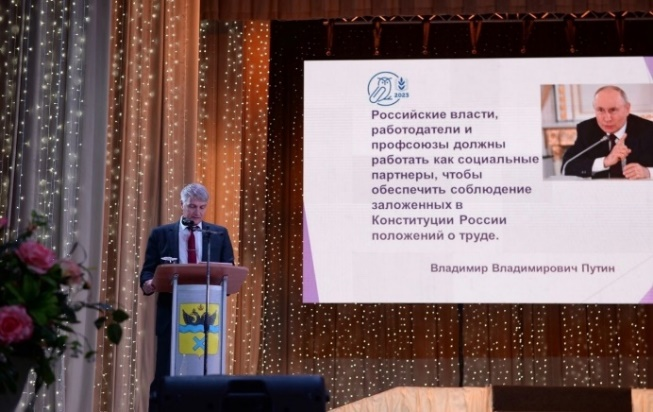 2023
Российские власти,
работодатели и
профсоюзы должны
работать как социальные
партнеры, чтобы
обеспечить соблюдение
заложенных в
Конституции России
положений о труде.
Владимир Владимирович Путин